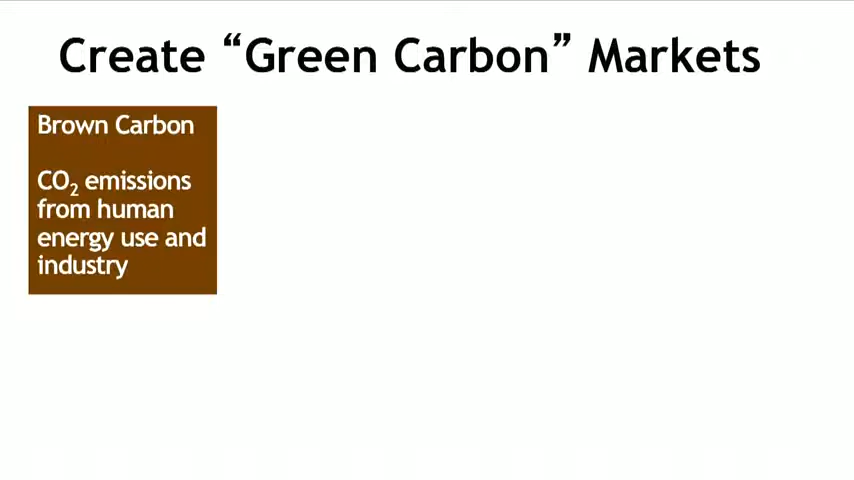 Create “Green Carbon” Markets
Brown Carbon
CO₂ emissions
from human
energy use and
industry